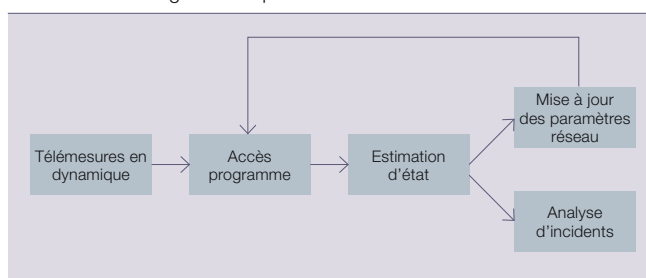 Télémesures en
dynamique
Accès
programme
Estimation
d'état
Mise à jour
des paramètres
réseau
Analyse
d'incidents